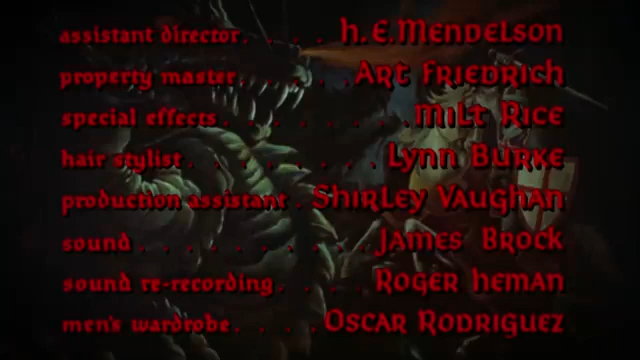 assistant director. . . . H.E.Mendelson
property master. . . . . Art Friedrich
special effects . . . . . . . . Milt Rice
hair stylist . . . . . . . . Lynn Burke
production assistant . Shirley Vaughan
sound . . . . . . . . . James Brock
sound re-recording . . . . Roger Heman
men's wardrobe . . . . Oscar Rodriguez